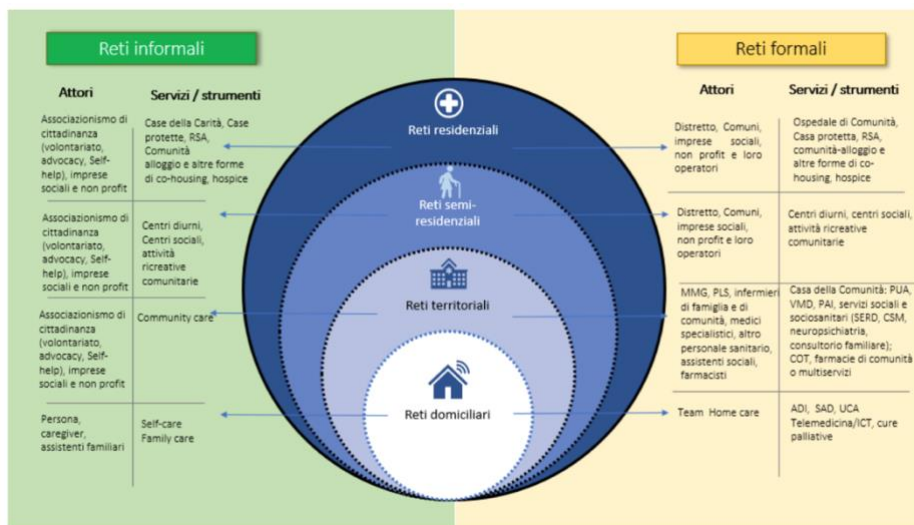 Reti informali
Attori
Servizi / strumenti
Associazionismo di
cittadinanza
(volontariato,
advocacy, Self-
help), imprese
sociali e non profit
Case della Carità, Case
protette, RSA,
Comunità
alloggio e altre forme
di co-housing, hospice
Associazionismo di
cittadinanza
(volontariato,
advocacy, Self-
help), imprese
sociali e non profit
Centri diurni,
Centri sociali,
attività
ricreative
comunitarie
Associazionismo di
cittadinanza
(volontariato,
advocacy, Self-
help), imprese
sociali e non profit
Community care
Persona,
caregiver,
assistenti familiari
Self-care
Family care
Reti residenziali
Reti semi-
residenziali
Reti territoriali
Reti domiciliari
Reti formali
Attori
Servizi / strumenti
Distretto, Comuni,
imprese sociali,
non profit e loro
operatori
Ospedale di Comunità,
Casa protetta, RSA,
comunità-alloggio e
altre forme di co-
housing, hospice
Distretto, Comuni,
imprese sociali,
non profit e loro
operatori
Centri diurni, centri sociali,
attività ricreative
comunitarie
MMG, PLS, infermieri
di famiglia e di
comunità, medici
specialistici, altro
personale sanitario,
assistenti sociali,
farmacisti
Casa della Comunità: PUA,
VMD, PAI, servizi sociali e
sociosanitari (SERD, CSM,
neuropsichiatria,
consultorio familiare);
COT, farmacie di comunità
o multiservizi
Team Home care
ADI, SAD, UCA
Telemedicina/ICT, cure
palliative